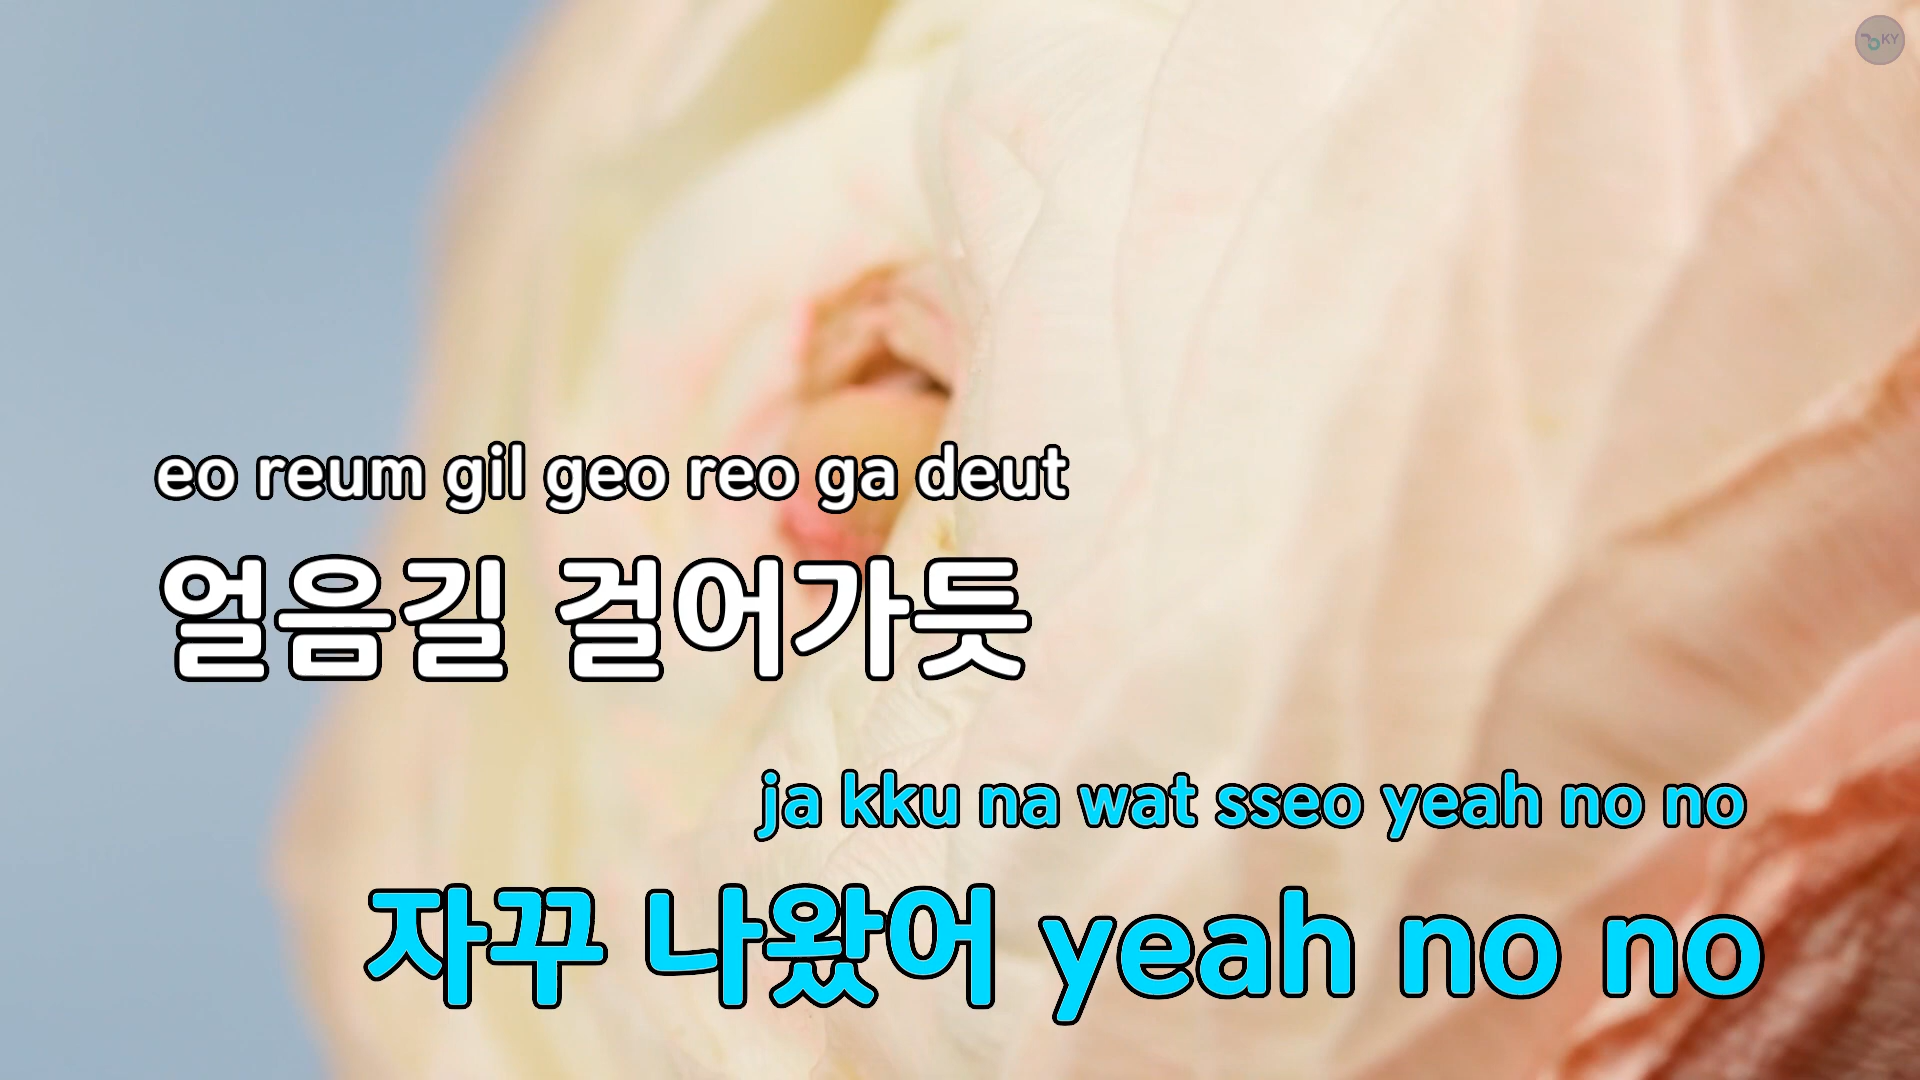 KY
eo reum gil geo reo ga deut
얼음길 걸어가듯
ja kku na wat sseo yeah no no
자꾸 나왔어 yeah no no